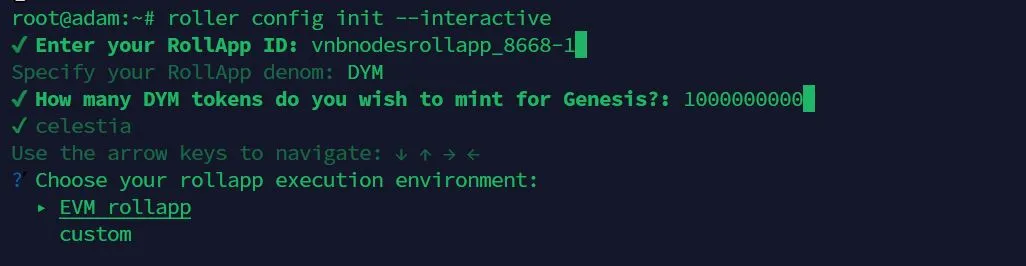 root@adam:~# roller config init --interactive
✓ Enter your RollApp ID: vnbnodesrollapp_8668-1
Specify your RollApp denom: DYM
✓ How many DYM tokens do you wish to mint for Genesis?: 1000000000
✓ celestia
Use the arrow keys to navigate: ↓ ↑ → ←
? Choose your rollapp execution environment:
▸ EVM rollapp
custom